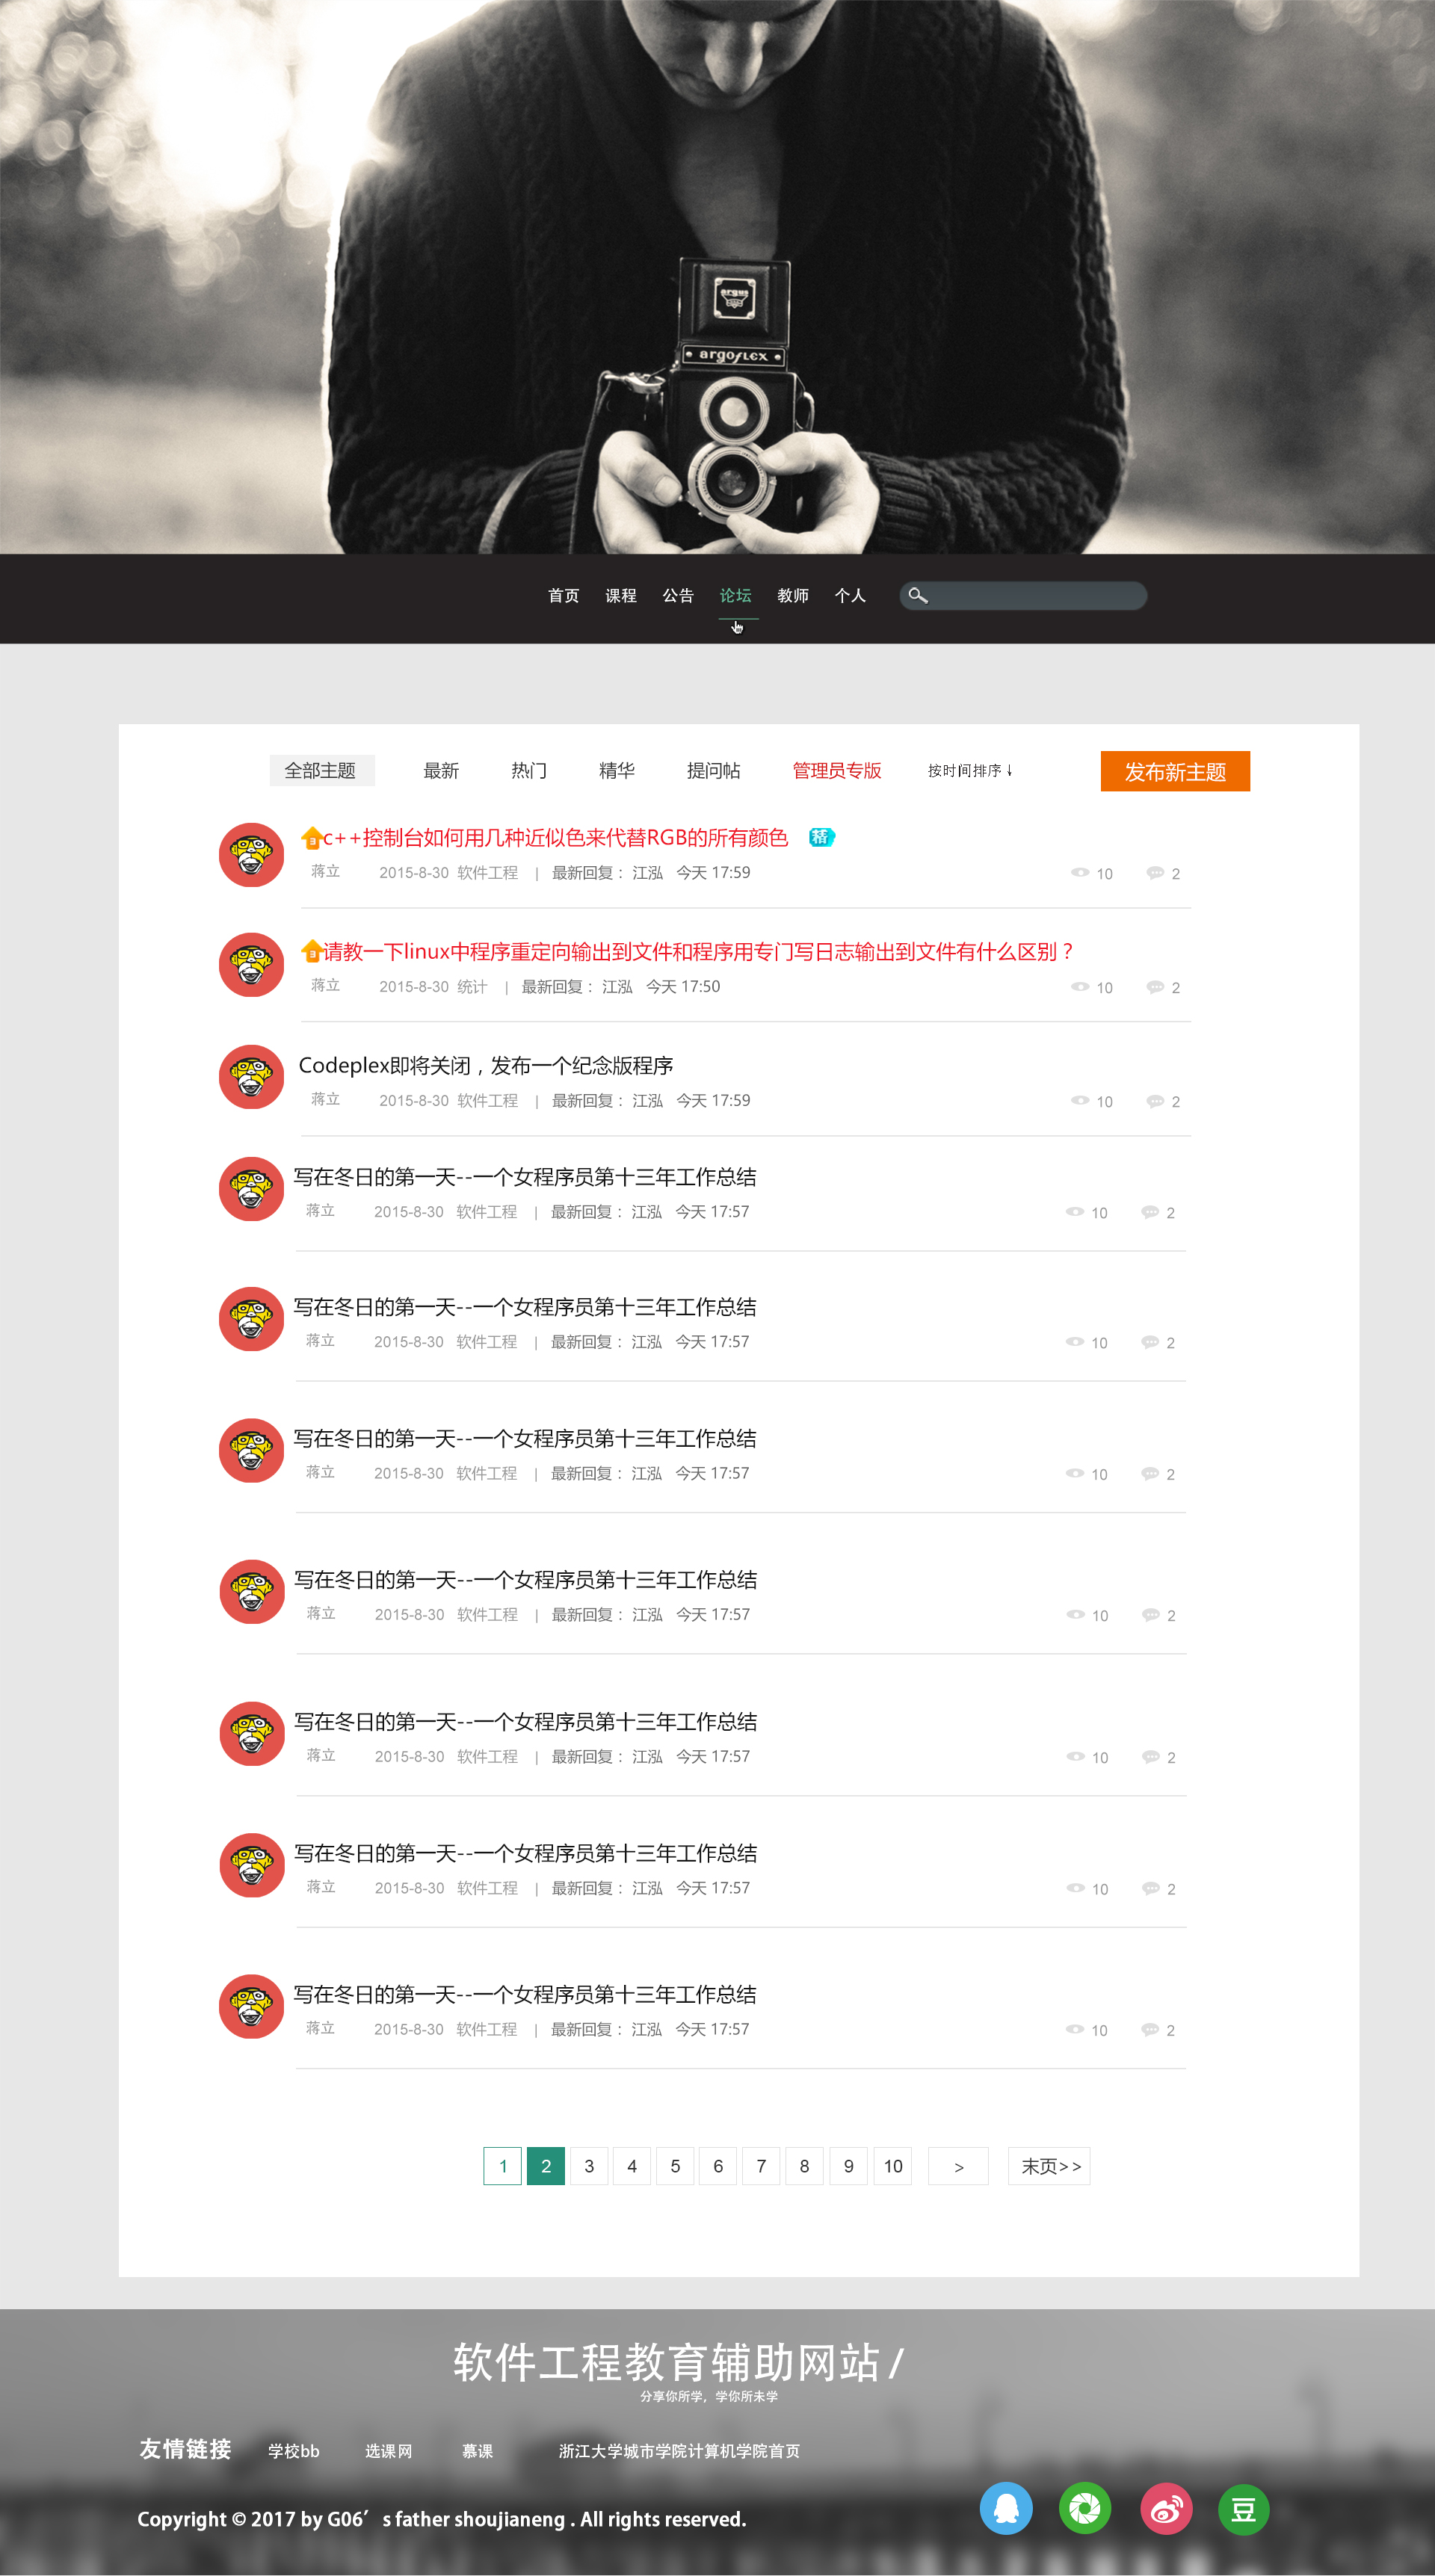 argus
argoflex
首页 课程 公告 论坛 教师 个人
全部主题 最新 热门 精华 提问帖 管理员专版 按时间排序↓ 发布新主题
3 c++控制台如何用几种近似色来代替RGB的所有颜色 精
蒋立 2015-8-30 软件工程 | 最新回复：江泓 今天 17:59 10 2
3 请教一下linux中程序重定向输出到文件和程序用专门写日志输出到文件有什么区别？
蒋立 2015-8-30 统计 | 最新回复：江泓 今天 17:50 10 2
Codeplex即将关闭，发布一个纪念版程序
蒋立 2015-8-30 软件工程 | 最新回复：江泓 今天 17:59 10 2
写在冬日的第一天--一个女程序员第十三年工作总结
蒋立 2015-8-30 软件工程 | 最新回复：江泓 今天 17:57 10 2
写在冬日的第一天--一个女程序员第十三年工作总结
蒋立 2015-8-30 软件工程 | 最新回复：江泓 今天 17:57 10 2
写在冬日的第一天--一个女程序员第十三年工作总结
蒋立 2015-8-30 软件工程 | 最新回复：江泓 今天 17:57 10 2
写在冬日的第一天--一个女程序员第十三年工作总结
蒋立 2015-8-30 软件工程 | 最新回复：江泓 今天 17:57 10 2
写在冬日的第一天--一个女程序员第十三年工作总结
蒋立 2015-8-30 软件工程 | 最新回复：江泓 今天 17:57 10 2
写在冬日的第一天--一个女程序员第十三年工作总结
蒋立 2015-8-30 软件工程 | 最新回复：江泓 今天 17:57 10 2
写在冬日的第一天--一个女程序员第十三年工作总结
蒋立 2015-8-30 软件工程 | 最新回复：江泓 今天 17:57 10 2
1 2 3 4 5 6 7 8 9 10 > 末页>>
软件工程教育辅助网站 /
分享你所学，学你所未学
友情链接 学校bb 选课网 慕课 浙江大学城市学院计算机学院首页
Copyright © 2017 by G06’ s father shoujianeng . All rights reserved.
豆